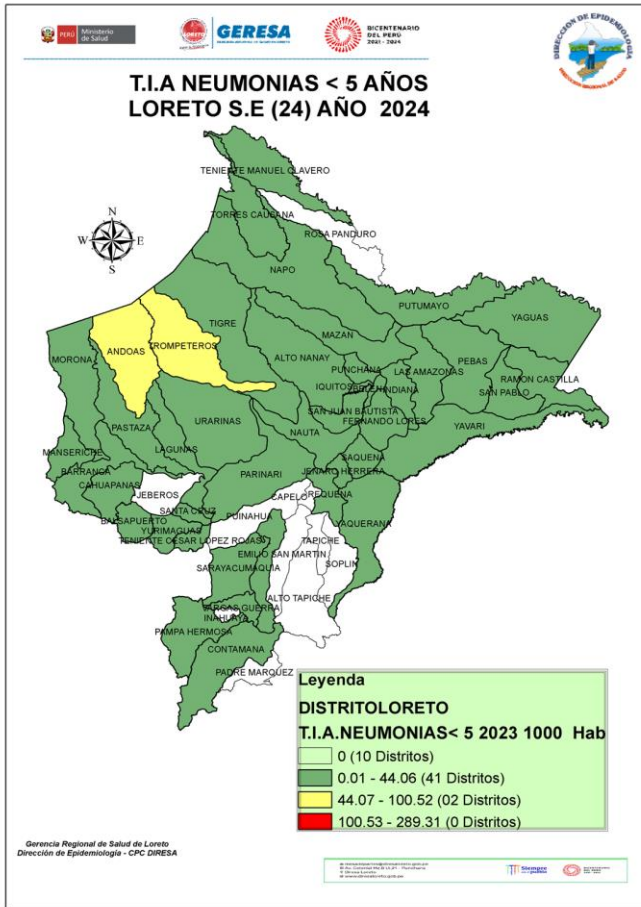 PERÚ
Ministerio
de Salud
LORETO
GERESA
BICENTENARIO
DEL PERÚ
2021 - 2024
DIRECCIÓN DE EPIDEMIOLOGÍA
T.I.A NEUMONIAS < 5 AÑOS
LORETO S.E (24) AÑO 2024
N
W E
S
TENIENTE MANUEL CLAVERO
TORRES CAUSANA
ROSA PANDURO
NAPO
PUTUMAYO
YAGUAS
TIGRE
MAZAN
TROMPETEROS
ANDOAS
MORONA
ALTO NANAY
PUNCHANA
LAS AMAZONAS
PEBAS
RAMON CASTILLA
IQUITOS
BELEN
INDIANA
SAN PABLO
SAN JUAN BAUTISTA
FERNANDO LORES
YAVARI
PASTAZA
URARINAS
NAUTA
LAGUNAS
MANSERICHE
SAQUENA
BARRANCA
PARINARI
JENARO HERRERA
CAHUAPANAS
JEBEROS
CAPELO
REQUENA
SANTA CRUZ
PUINAHUA
YAQUERANA
BALSAPUERTO
YURIMAGUAS
TAPICHE
TENIENTE CESAR LOPEZ ROJAS
EMILIO SAN MARTIN
SOPLIN
SARAYACU
MAQUIA
ALTO TAPICHE
VARGAS GUERRA
INAHUAYA
PAMPA HERMOSA
CONTAMANA
PADRE MARQUEZ
Leyenda
DISTRITOLORETO
T.I.A.NEUMONIAS< 5 2023 1000 Hab
0 (10 Distritos)
0.01 - 44.06 (41 Distritos)
44.07 - 100.52 (02 Distritos)
100.53 - 289.31 (0 Distritos)
Gerencia Regional de Salud de Loreto
Dirección de Epidemiología - CPC DIRESA
Siempre
con el pueblo